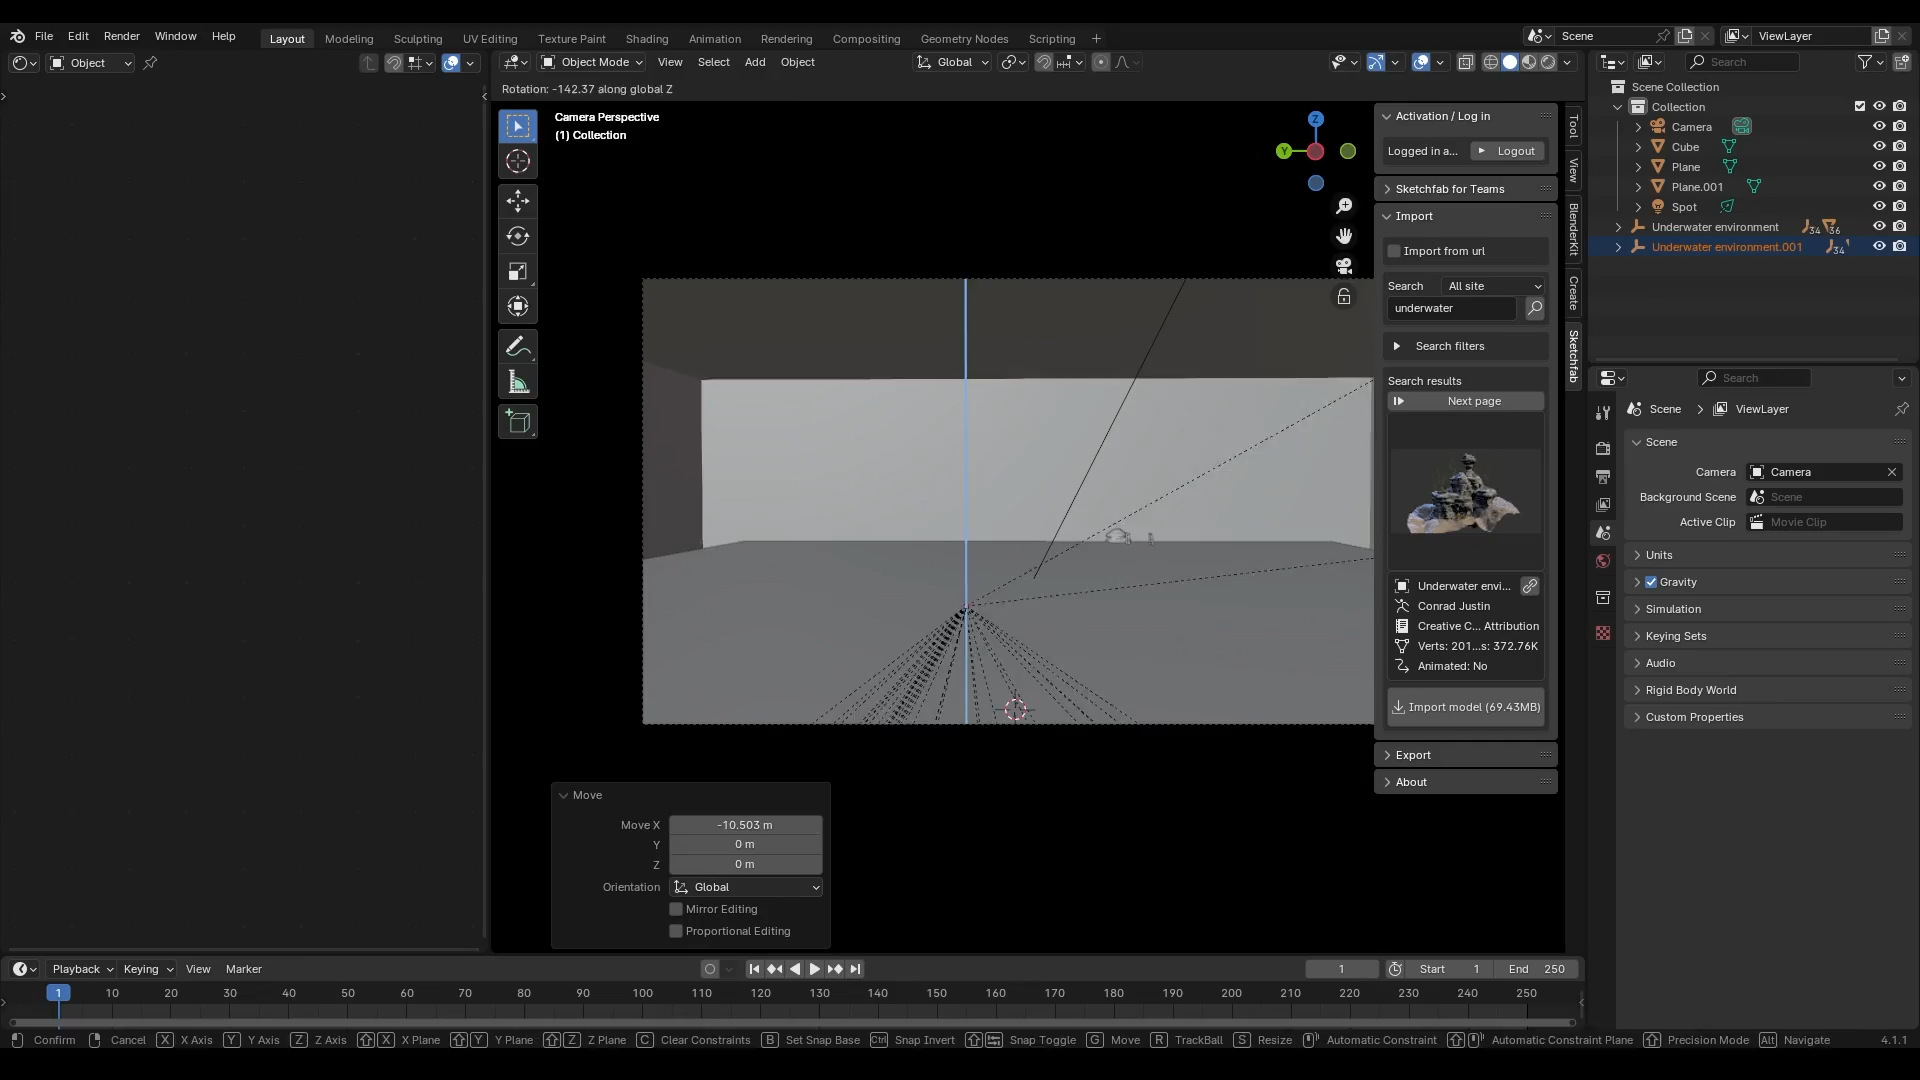 File Edit Render Window Help Layout Modeling Sculpting UV Editing Texture Paint Shading Animation Rendering Compositing Geometry Nodes Scripting Scene ViewLayer
Object Object Mode View Select Add Object Global Search
Rotation: -142.37 along global Z
Camera Perspective
(1) Collection
Z
Y
Activation / Log in
Logged in a... Logout
Sketchfab for Teams
Import
Import from url
Search All site
underwater
Search filters
Search results
Next page
Underwater envi...
Conrad Justin
Creative C... Attribution
Verts: 201...s: 372.76K
Animated: No
Import model (69.43MB)
Export
About
Tool
View
BlenderKit
Create
Sketchfab
Scene Collection
Collection
Camera
Cube
Plane
Plane.001
Spot
Underwater environment 34 36
Underwater environment.001 34
Search
Scene ViewLayer
Scene
Camera Camera
Background Scene Scene
Active Clip Movie Clip
Units
Gravity
Simulation
Keying Sets
Audio
Rigid Body World
Custom Properties
Move
Move X -10.503 m
Y 0 m
Z 0 m
Orientation Global
Mirror Editing
Proportional Editing
Playback Keying View Marker 1 Start 1 End 250
1 10 20 30 40 50 60 70 80 90 100 110 120 130 140 150 160 170 180 190 200 210 220 230 240 250
Confirm Cancel X X Axis Y Y Axis Z Z Axis X X Plane Y Y Plane Z Z Plane C Clear Constraints B Set Snap Base Ctrl Snap Invert Snap Toggle G Move R TrackBall S Resize Automatic Constraint Automatic Constraint Plane Precision Mode Alt Navigate 4.1.1